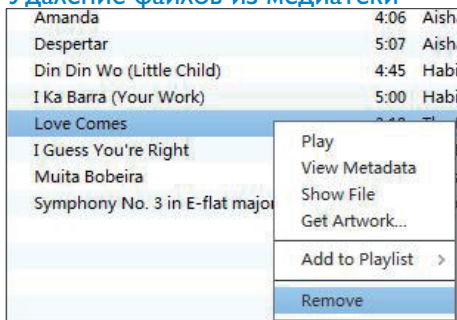 Удаление файлов из медиатеки
Amanda 4:06 Aisha
Despertar 5:07 Aisha
Din Din Wo (Little Child) 4:45 Habi
I Ka Barra (Your Work) 5:00 Habi
Love Comes
I Guess You're Right
Muita Bobeira
Symphony No. 3 in E-flat major
Play
View Metadata
Show File
Get Artwork...
Add to Playlist >
Remove